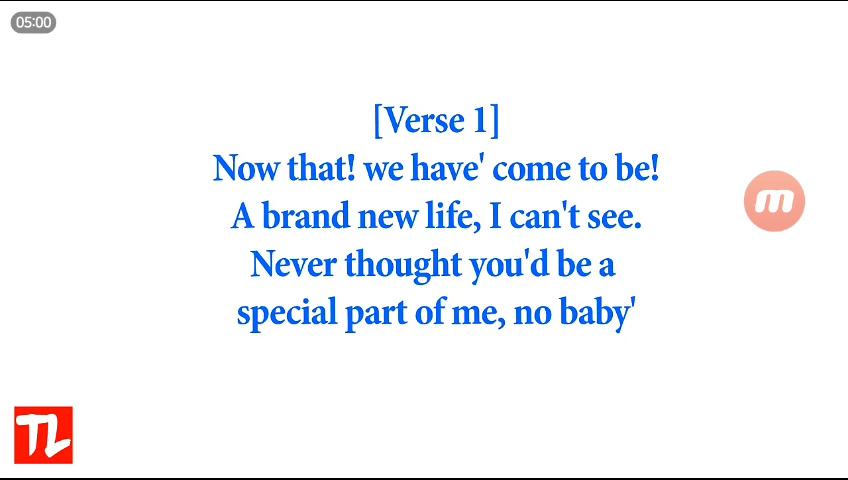 05:00
[Verse 1]
Now that! we have' come to be!
A brand new life, I can't see.
Never thought you'd be a
special part of me, no baby'
m
TL